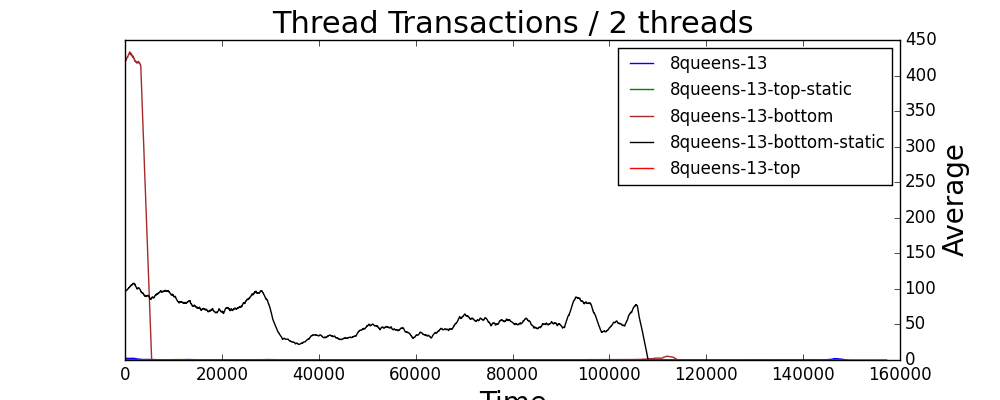 Thread Transactions / 2 threads
8queens-13
8queens-13-top-static
8queens-13-bottom
8queens-13-bottom-static
8queens-13-top
450
400
350
300
250
200
150
100
50
0
Average
0 20000 40000 60000 80000 100000 120000 140000 160000
Time